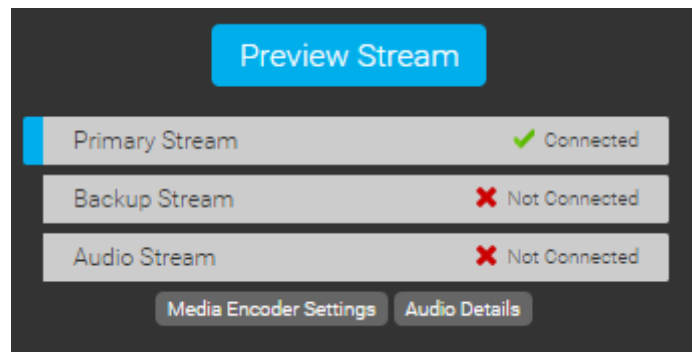 Preview Stream
Primary Stream Connected
Backup Stream Not Connected
Audio Stream Not Connected
Media Encoder Settings Audio Details